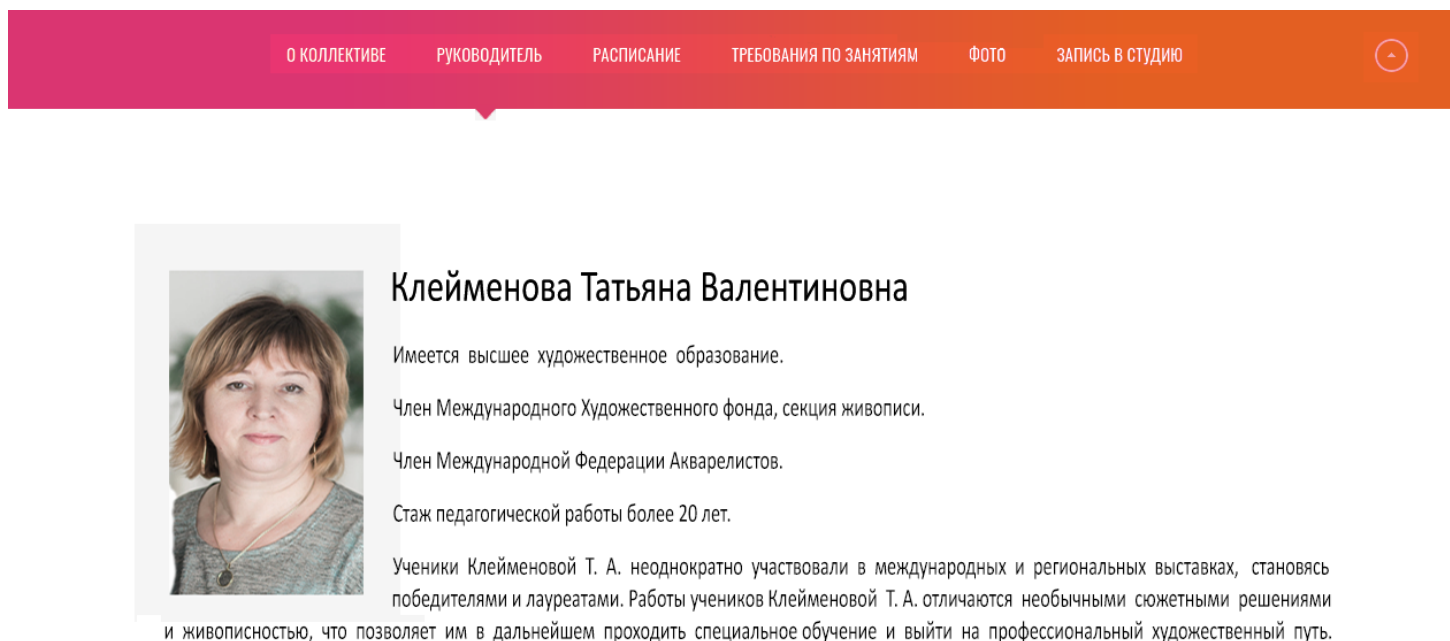 О КОЛЛЕКТИВЕ РУКОВОДИТЕЛЬ РАСПИСАНИЕ ТРЕБОВАНИЯ ПО ЗАНЯТИЯМ ФОТО ЗАПИСЬ В СТУДИЮ
Клейменова Татьяна Валентиновна
Имеется высшее художественное образование.
Член Международного Художественного фонда, секция живописи.
Член Международной Федерации Акварелистов.
Стаж педагогической работы более 20 лет.
Ученики Клейменовой Т. А. неоднократно участвовали в международных и региональных выставках, становясь
победителями и лауреатами. Работы учеников Клейменовой Т. А. отличаются необычными сюжетными решениями
и живописностью, что позволяет им в дальнейшем проходить специальное обучение и выйти на профессиональный художественный путь.